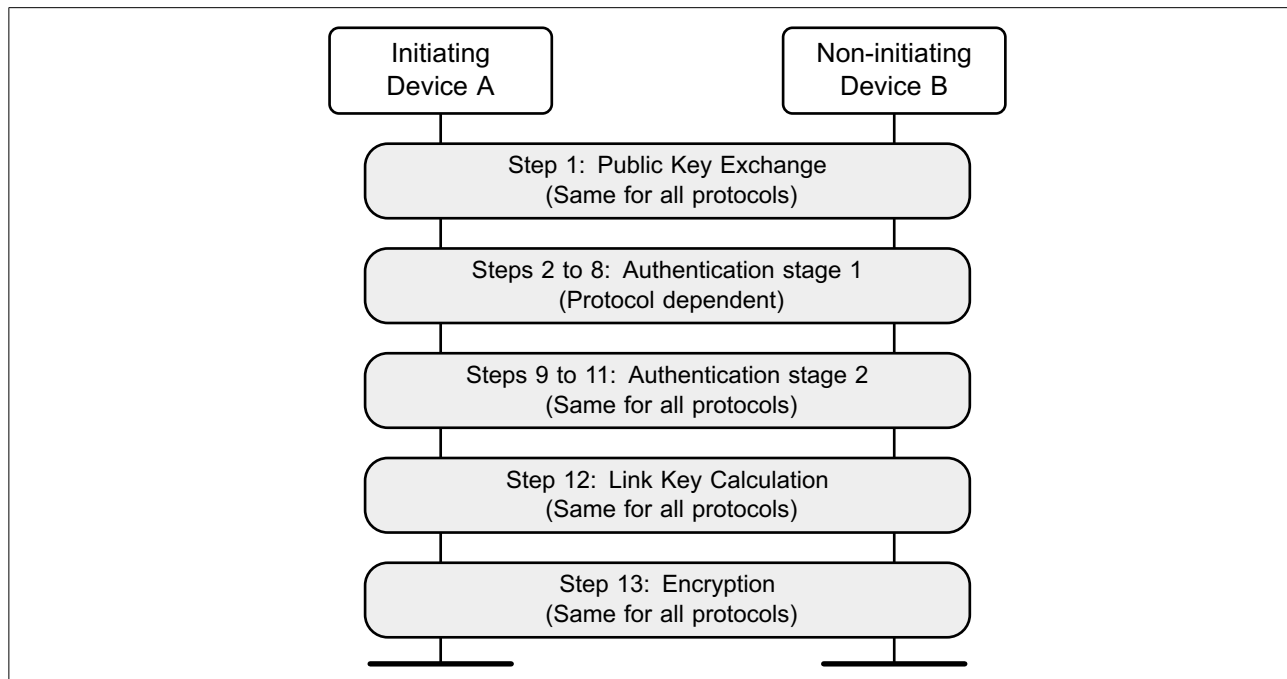 Initiating
Device A
Non-initiating
Device B
Step 1: Public Key Exchange
(Same for all protocols)
Steps 2 to 8: Authentication stage 1
(Protocol dependent)
Steps 9 to 11: Authentication stage 2
(Same for all protocols)
Step 12: Link Key Calculation
(Same for all protocols)
Step 13: Encryption
(Same for all protocols)